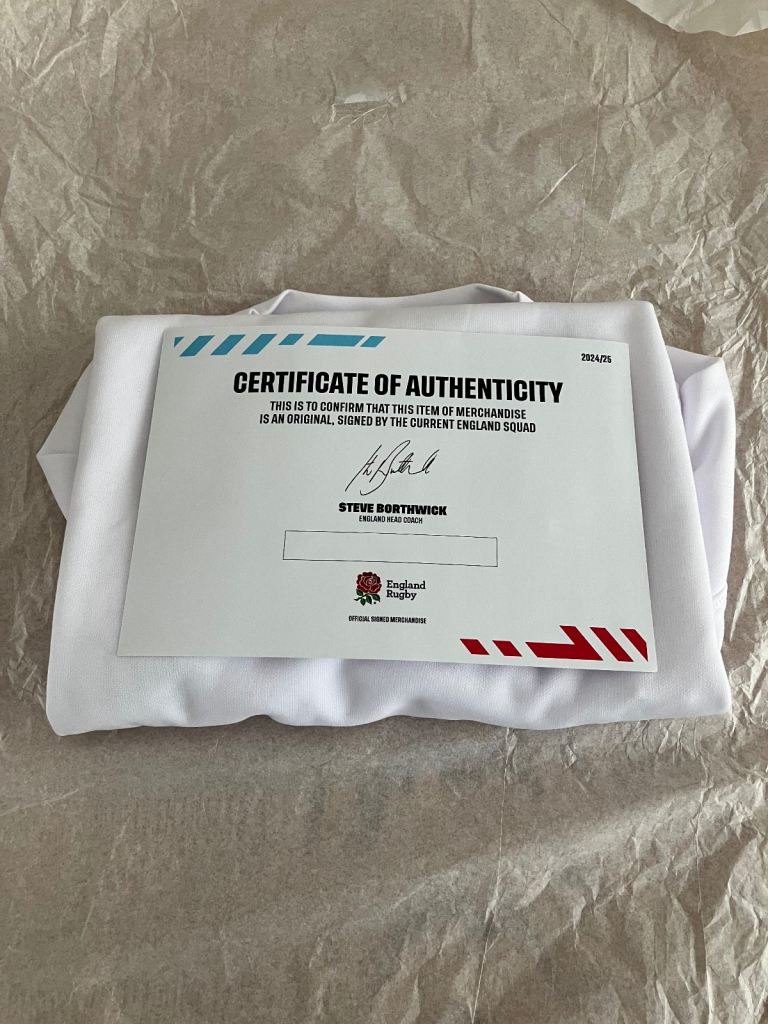 2024/25
CERTIFICATE OF AUTHENTICITY
THIS IS TO CONFIRM THAT THIS ITEM OF MERCHANDISE
IS AN ORIGINAL, SIGNED BY THE CURRENT ENGLAND SQUAD
STEVE BORTHWICK
ENGLAND HEAD COACH
England
Rugby
OFFICIAL SIGNED MERCHANDISE